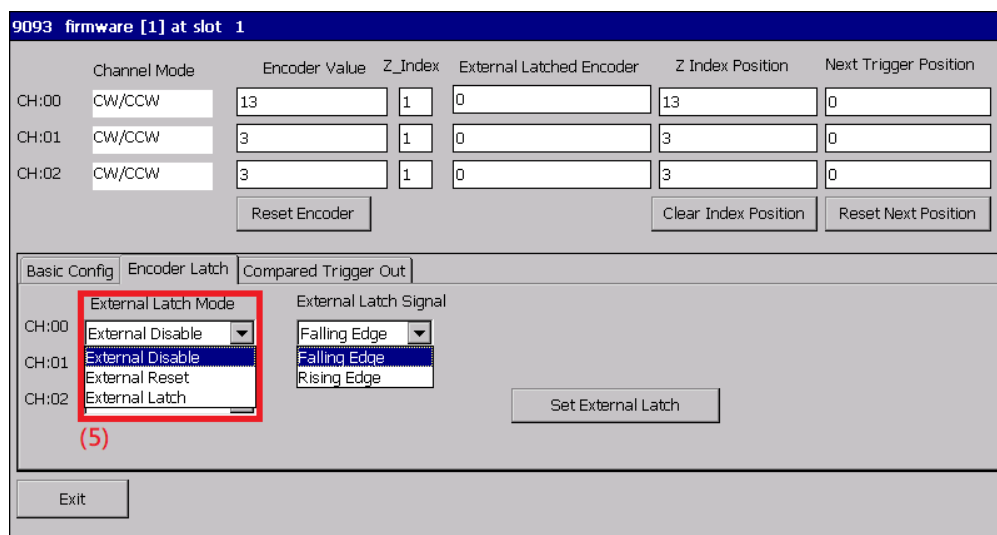 9093 firmware [1] at slot 1
Channel Mode Encoder Value Z_Index External Latched Encoder Z Index Position Next Trigger Position
CH:00 CW/CCW 13 1 0 13 0
CH:01 CW/CCW 3 1 0 3 0
CH:02 CW/CCW 3 1 0 3 0
Reset Encoder Clear Index Position Reset Next Position
Basic Config Encoder Latch Compared Trigger Out
External Latch Mode External Latch Signal
CH:00 External Disable Falling Edge
CH:01 External Disable Falling Edge
External Reset Rising Edge
CH:02 External Latch Set External Latch
(5)
Exit